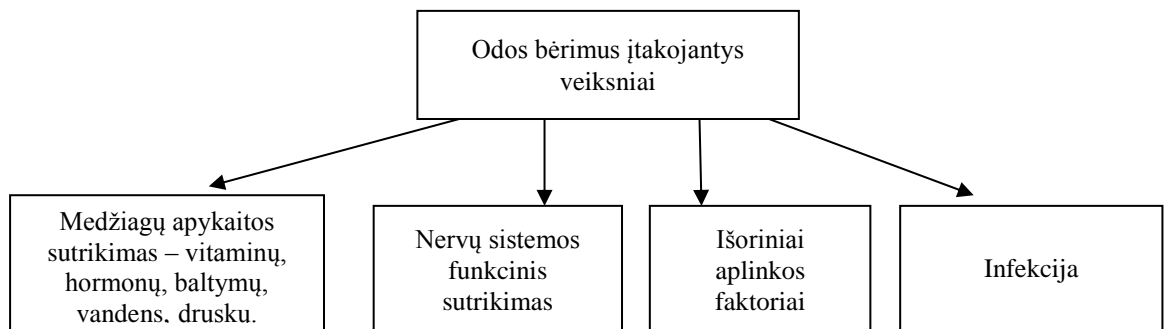 Odos bėrimus įtakojantys
veiksniai
Medžiagų apykaitos
sutrikimas – vitaminų,
hormonų, baltymų,
vandens, drusku.
Nervų sistemos
funkcinis
sutrikimas
Išoriniai
aplinkos
faktoriai
Infekcija